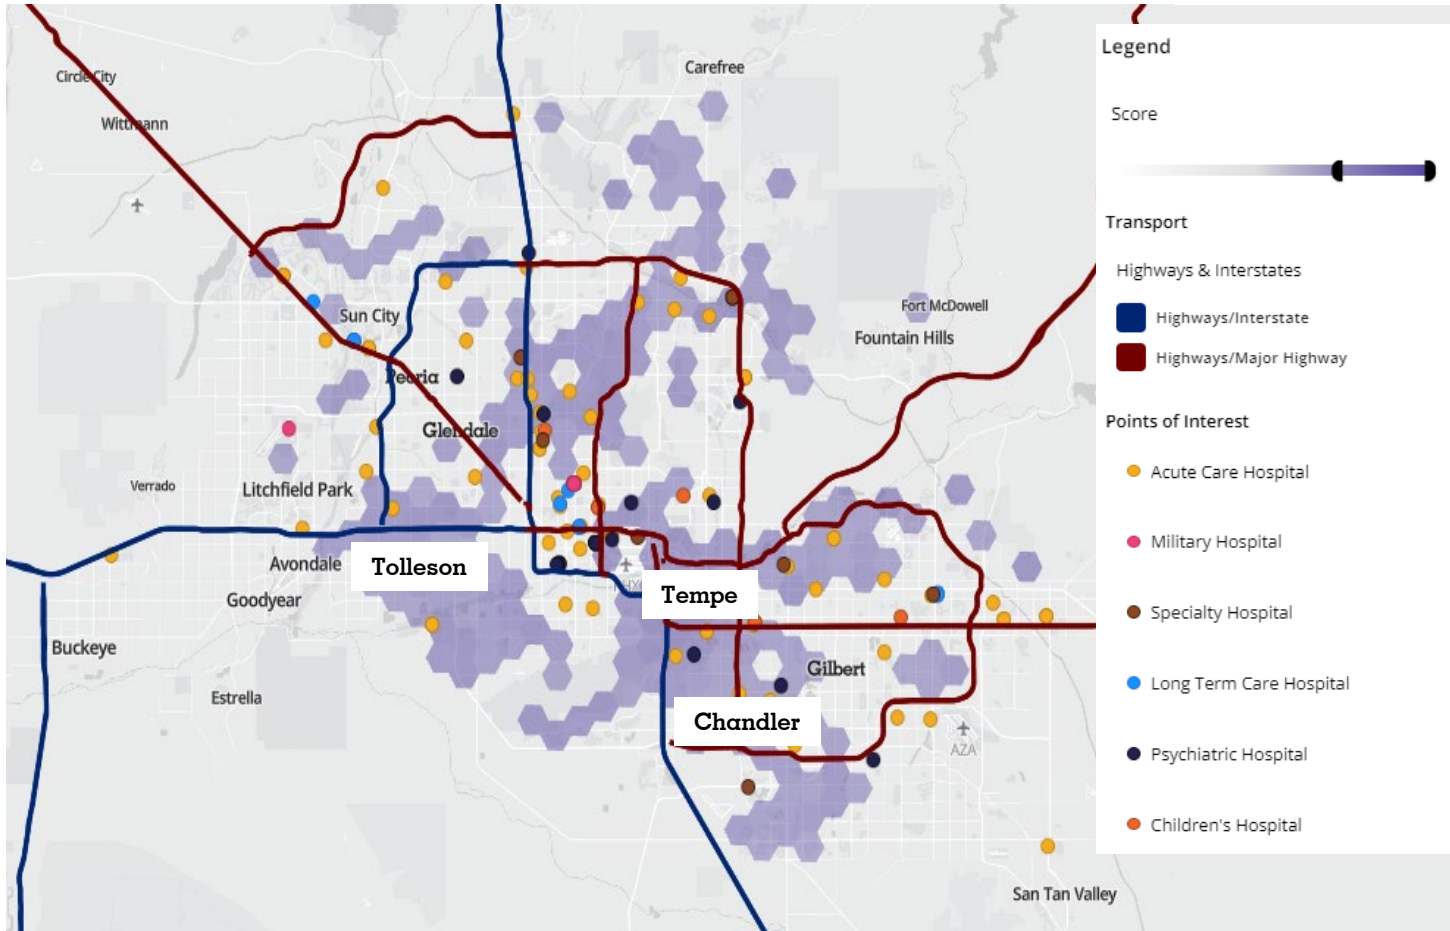 Carefree
Circle City
Wittmann
Sun City
Fort McDowell
Fountain Hills
Peoria
Glendale
Verrado
Litchfield Park
Avondale
Tolleson
Goodyear
Tempe
Buckeye
Gilbert
Estrella
Chandler
AZA
San Tan Valley
Legend
Score
Transport
Highways & Interstates
Highways/Interstate
Highways/Major Highway
Points of Interest
Acute Care Hospital
Military Hospital
Specialty Hospital
Long Term Care Hospital
Psychiatric Hospital
Children's Hospital